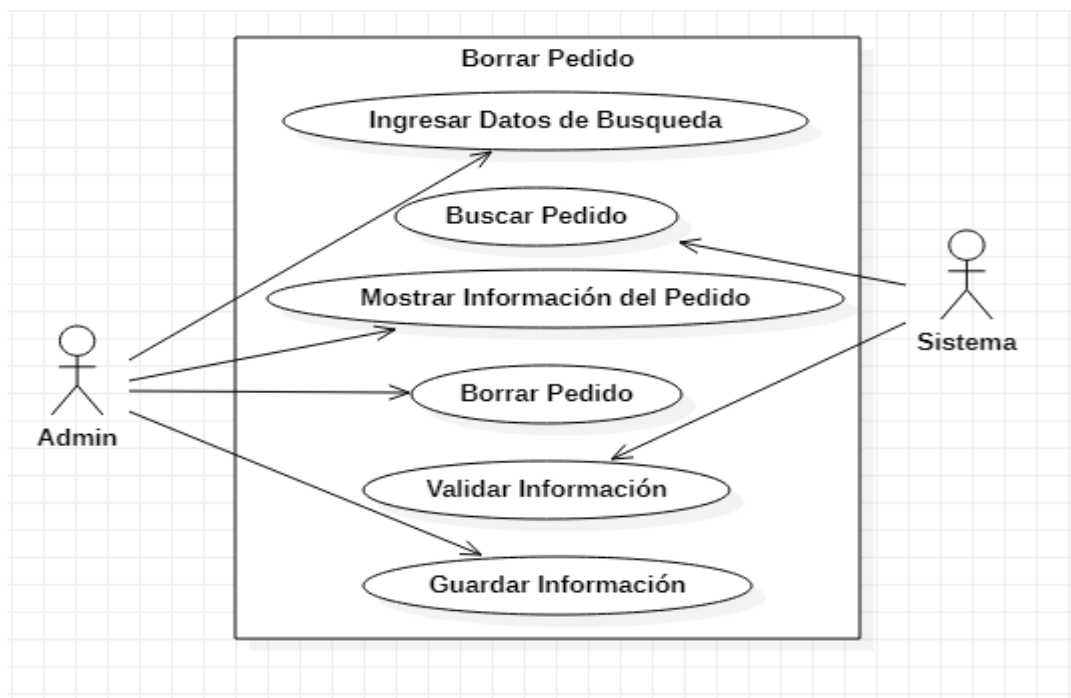 Borrar Pedido
Ingresar Datos de Busqueda
Buscar Pedido
Mostrar Información del Pedido
Sistema
Borrar Pedido
Admin
Validar Información
Guardar Información